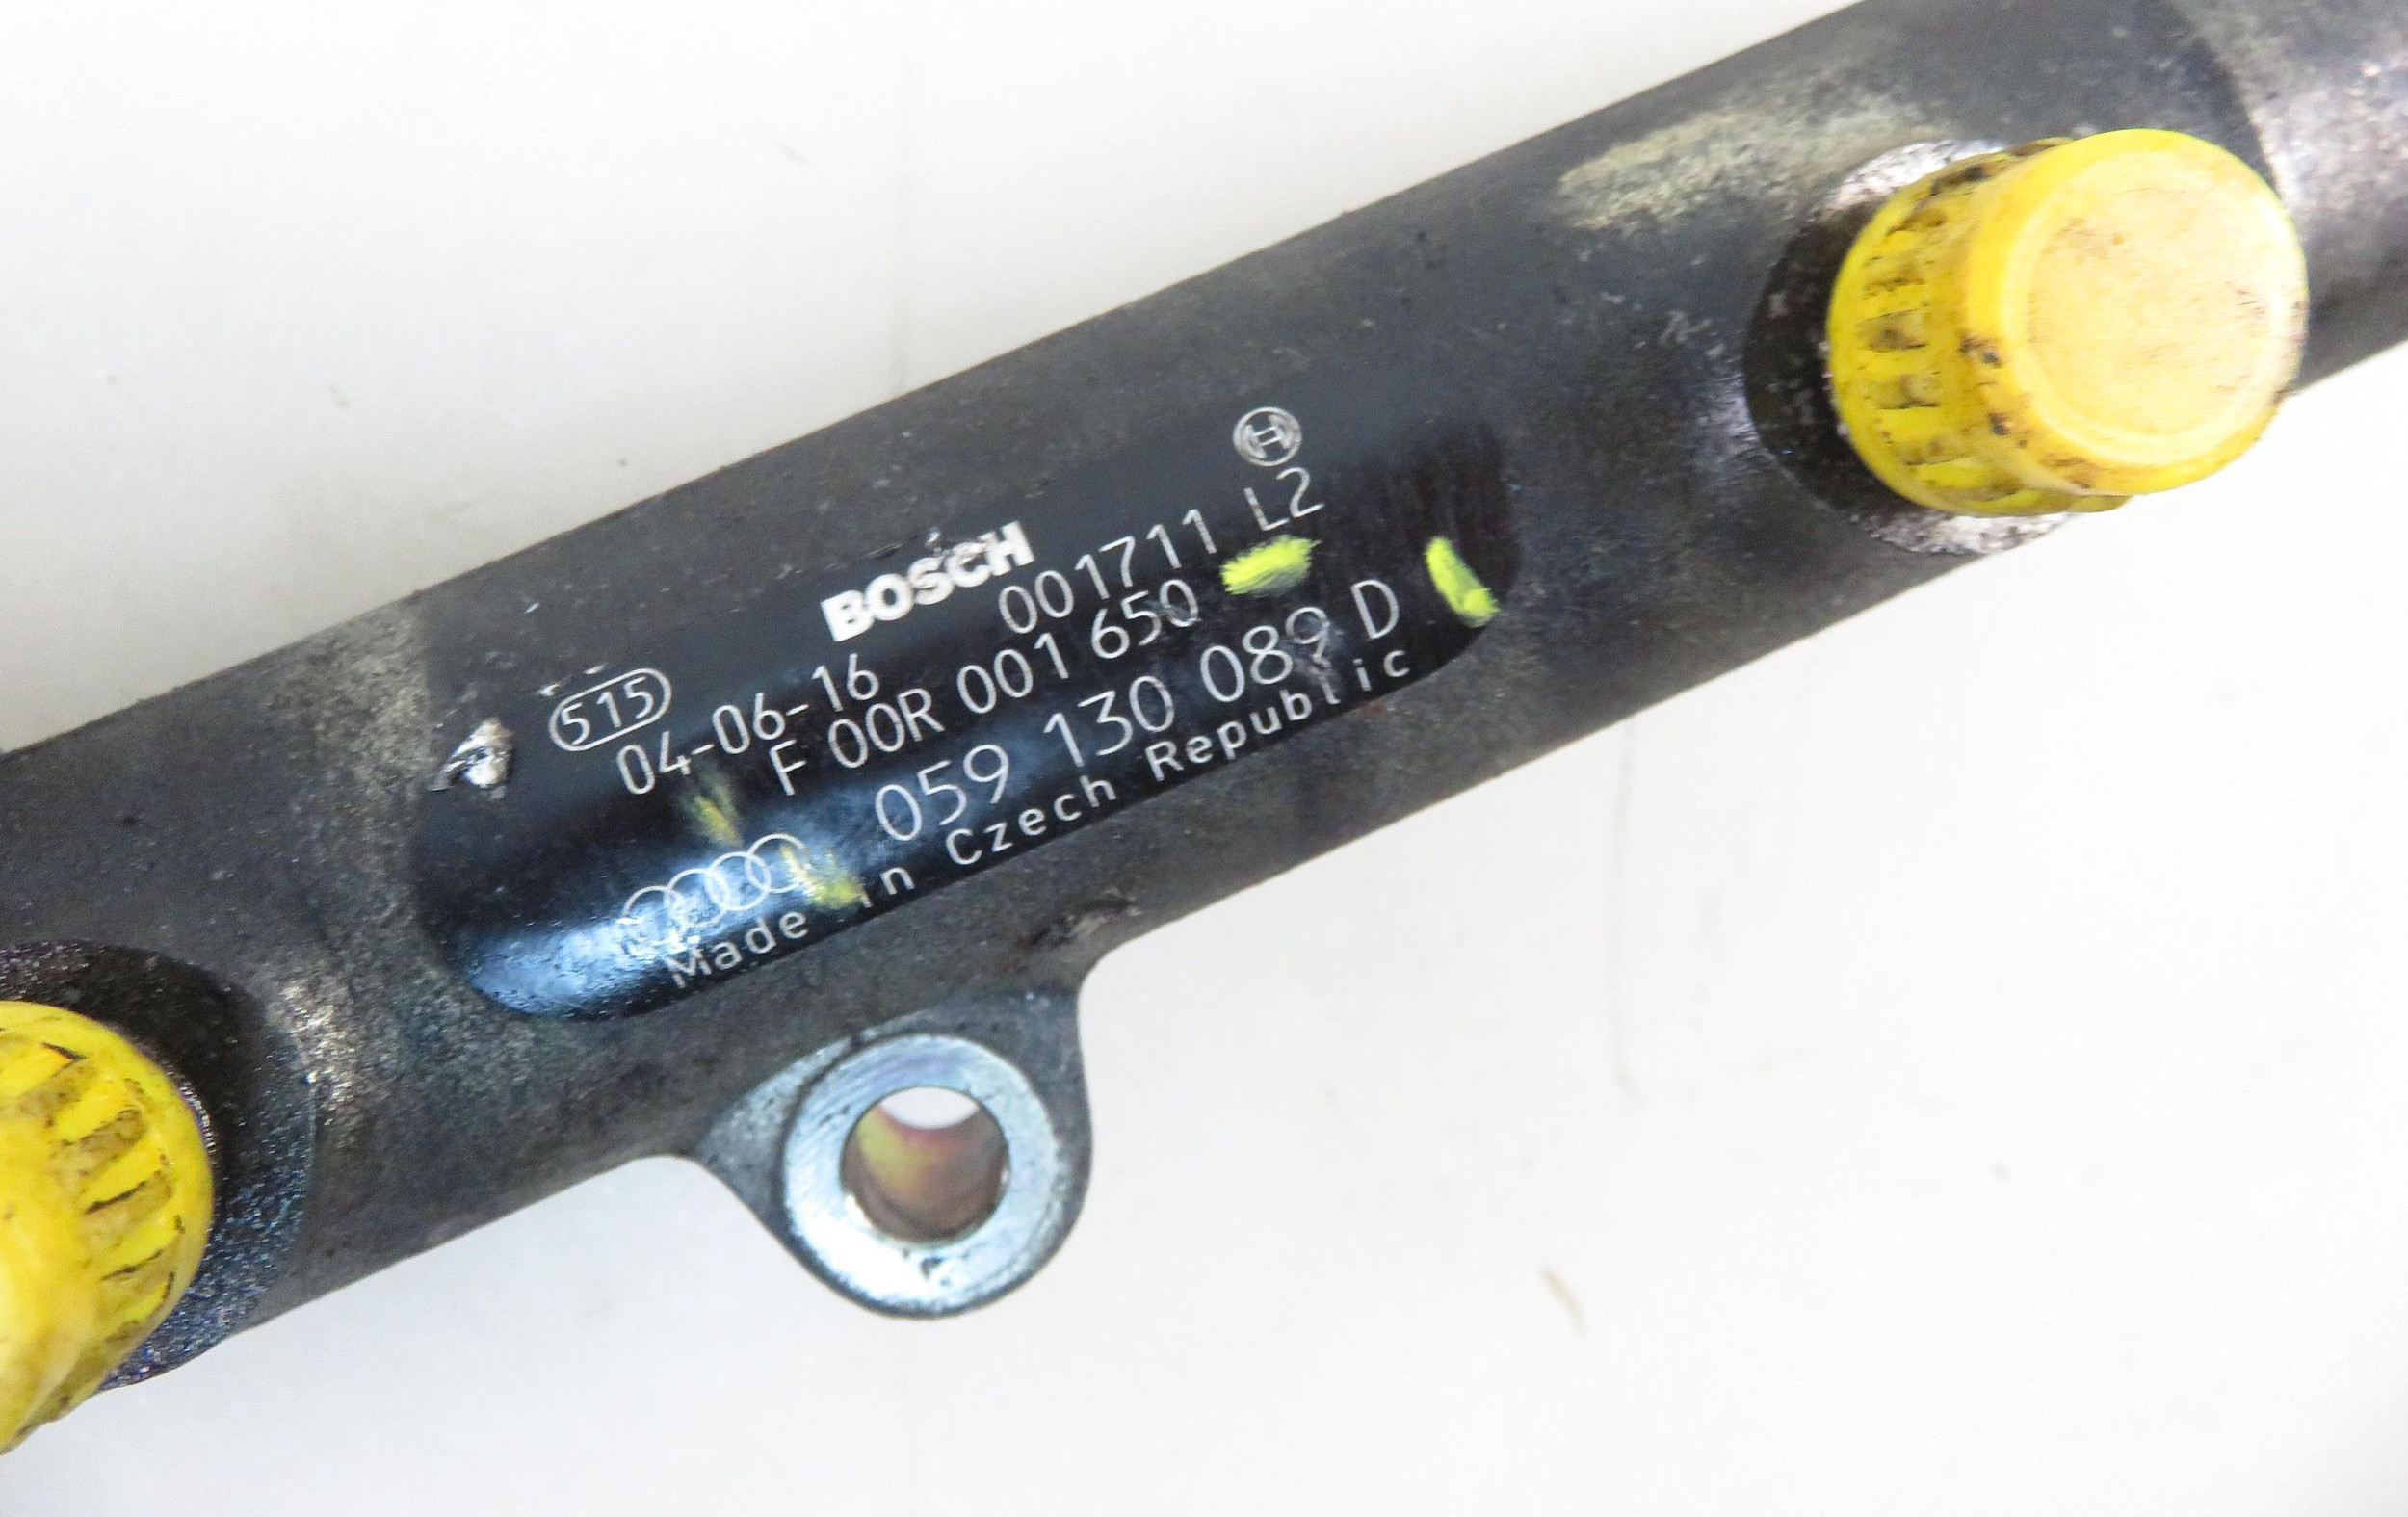 BOSCH
515
04-06-16 001711 L2
F 00R 001 650
059 130 089 D
Made in Czech Republic